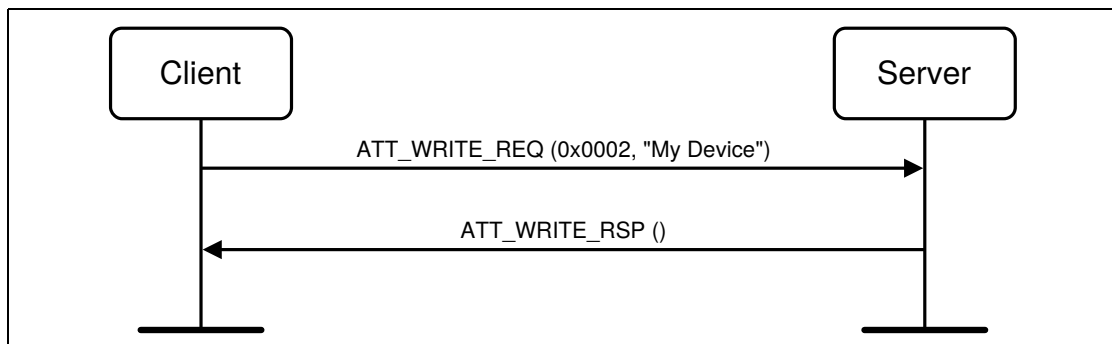 Client
Server
ATT_WRITE_REQ (0x0002, "My Device")
ATT_WRITE_RSP ()